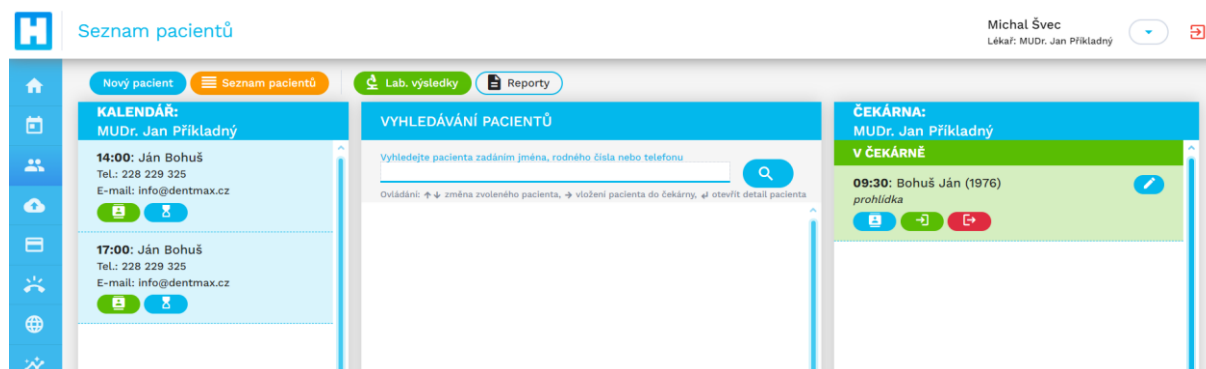 H
Seznam pacientů
Michal Švec
Lékař: MUDr. Jan Příkladný
Nový pacient
Seznam pacientů
Lab. výsledky
Reporty
KALENDÁŘ:
MUDr. Jan Příkladný
14:00: Ján Bohuš
Tel.: 228 229 325
E-mail: info@dentmax.cz
17:00: Ján Bohuš
Tel.: 228 229 325
E-mail: info@dentmax.cz
VYHLEDÁVÁNÍ PACIENTŮ
Vyhledejte pacienta zadáním jména, rodného čísla nebo telefonu
Ovládání: ↑ ↓ změna zvoleného pacienta, → vložení pacienta do čekárny, ↵ otevřít detail pacienta
ČEKÁRNA:
MUDr. Jan Příkladný
V ČEKÁRNĚ
09:30: Bohuš Ján (1976)
prohlídka